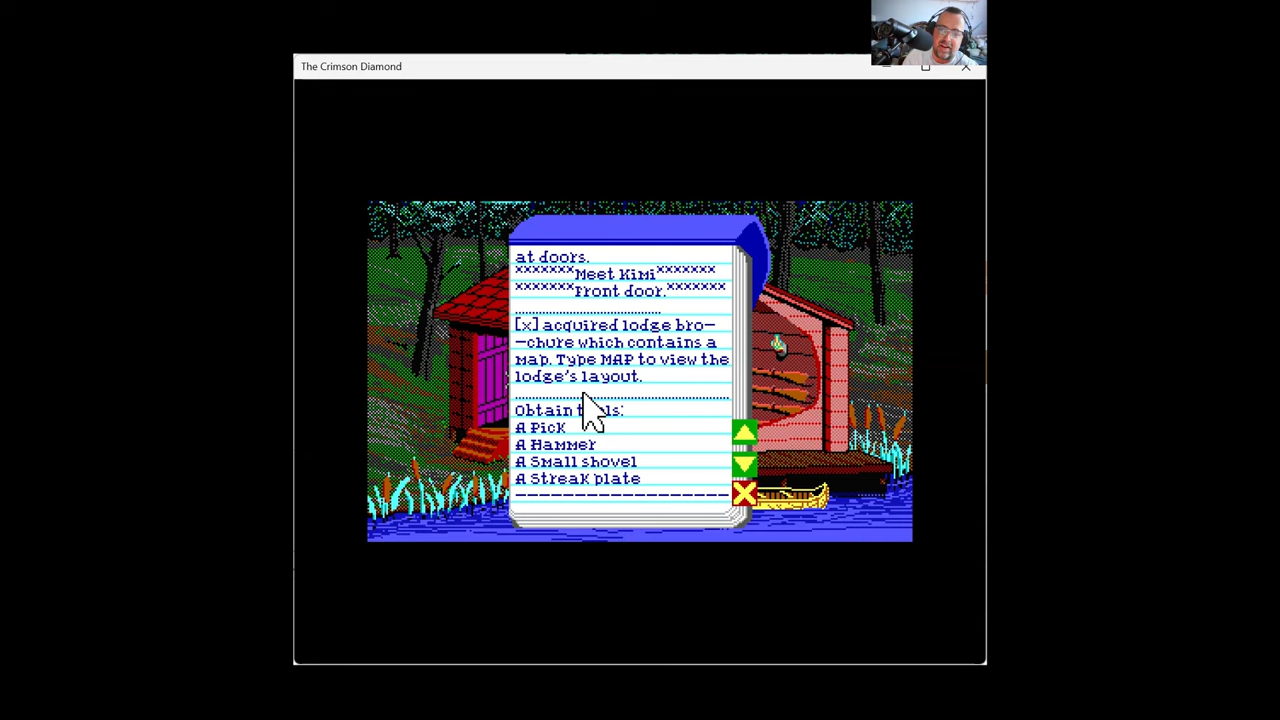 The Crimson Diamond
at doors.
*******Meet Kimi*******
*******Front door.*******
[x] acquired lodge bro-
-chure which contains a
map. Type MAP to view the
lodge's layout.
Obtain
A Pick
A Hammer
A Small shovel
A Streak plate